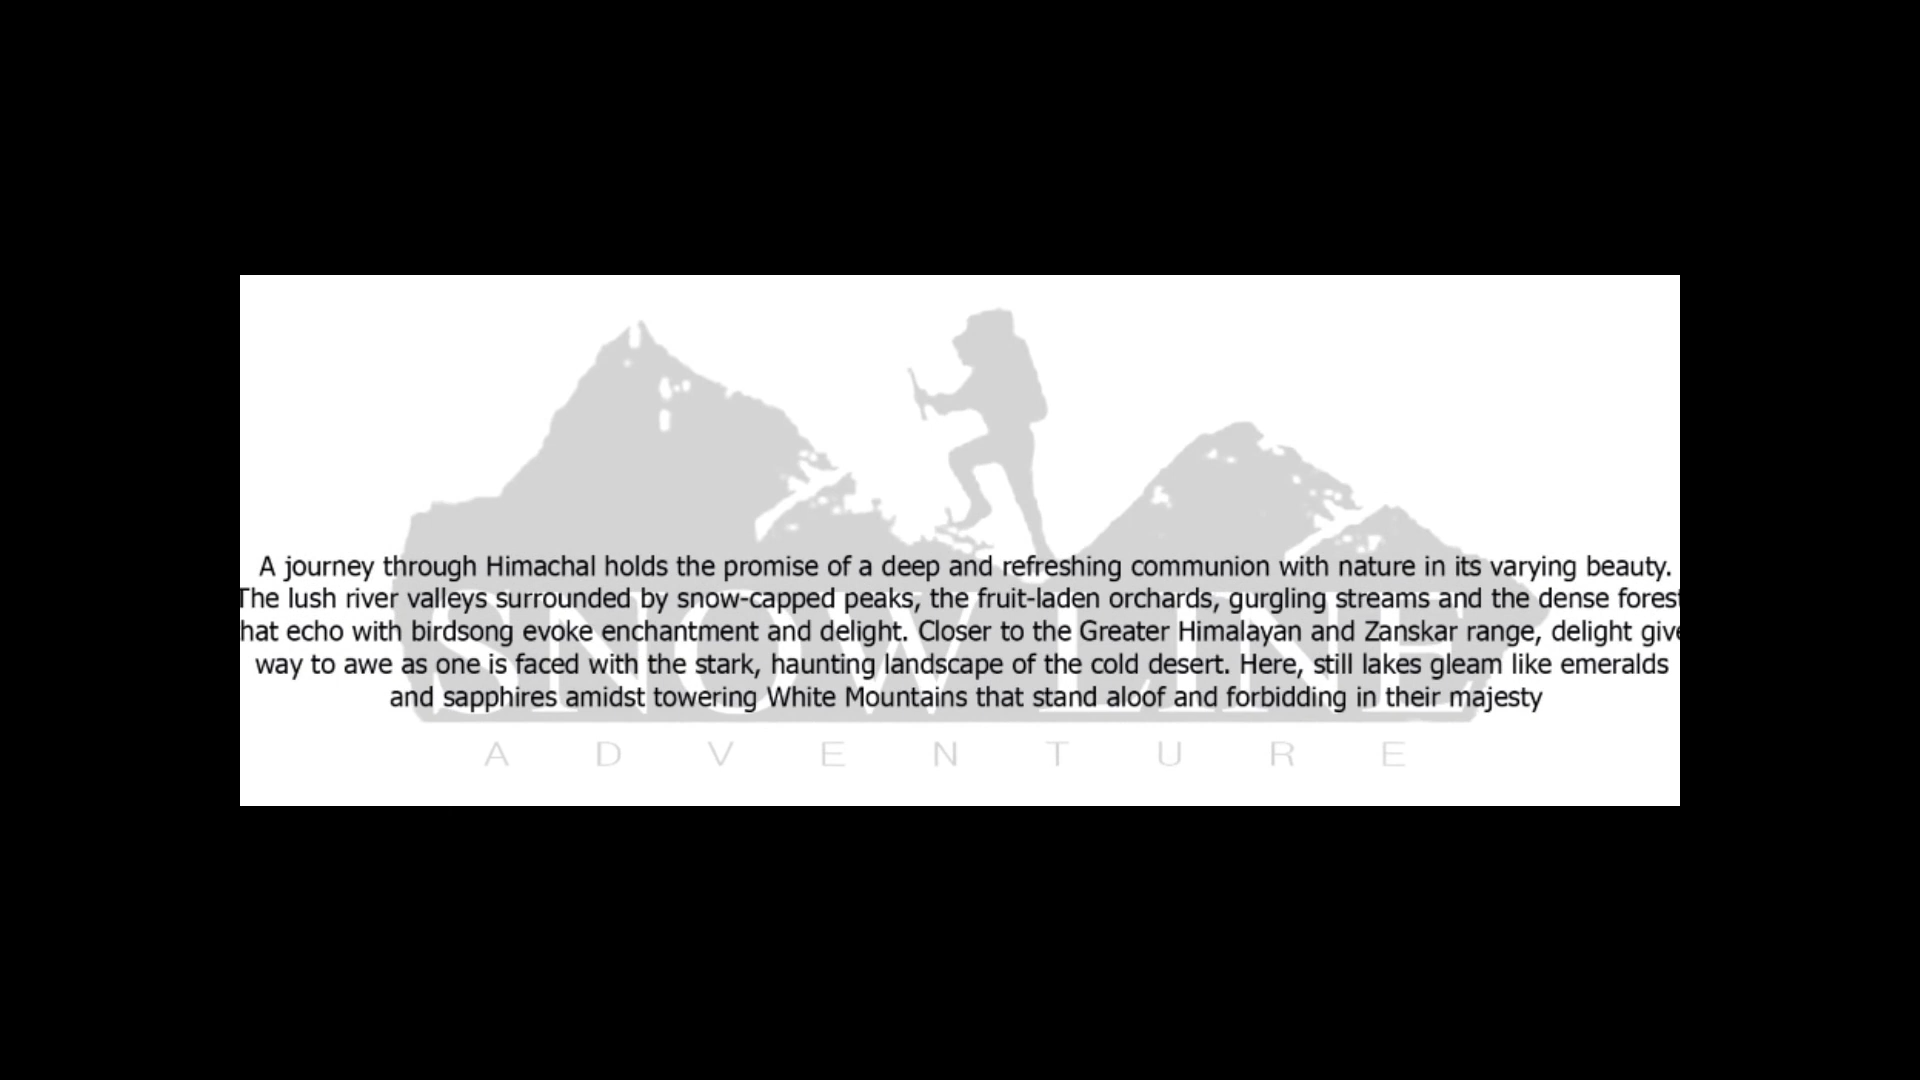 A journey through Himachal holds the promise of a deep and refreshing communion with nature in its varying beauty.
The lush river valleys surrounded by snow-capped peaks, the fruit-laden orchards, gurgling streams and the dense forest
hat echo with birdsong evoke enchantment and delight. Closer to the Greater Himalayan and Zanskar range, delight give
way to awe as one is faced with the stark, haunting landscape of the cold desert. Here, still lakes gleam like emeralds
and sapphires amidst towering White Mountains that stand aloof and forbidding in their majesty
SNOW LINE
ADVENTURE